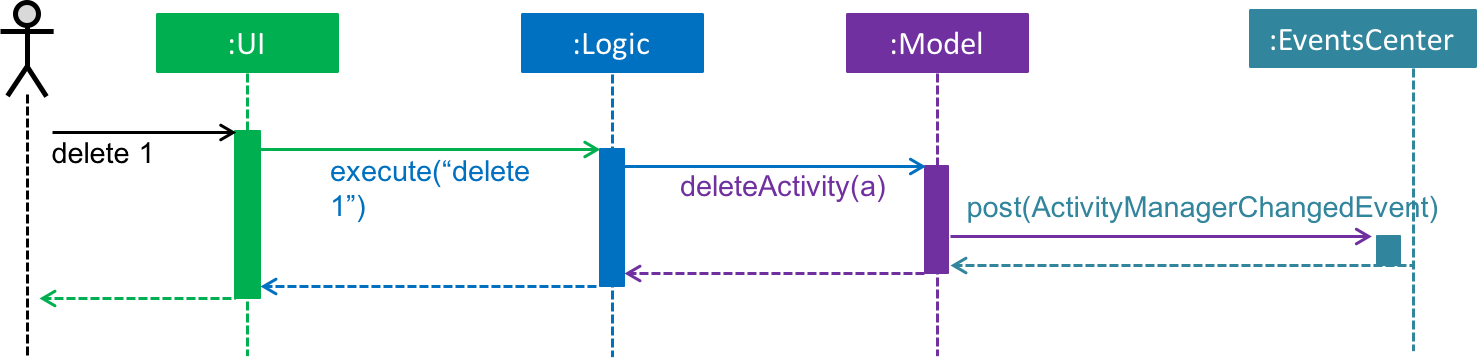 :UI
:Logic
:Model
:EventsCenter
delete 1
execute(“delete
1”)
deleteActivity(a)
post(ActivityManagerChangedEvent)